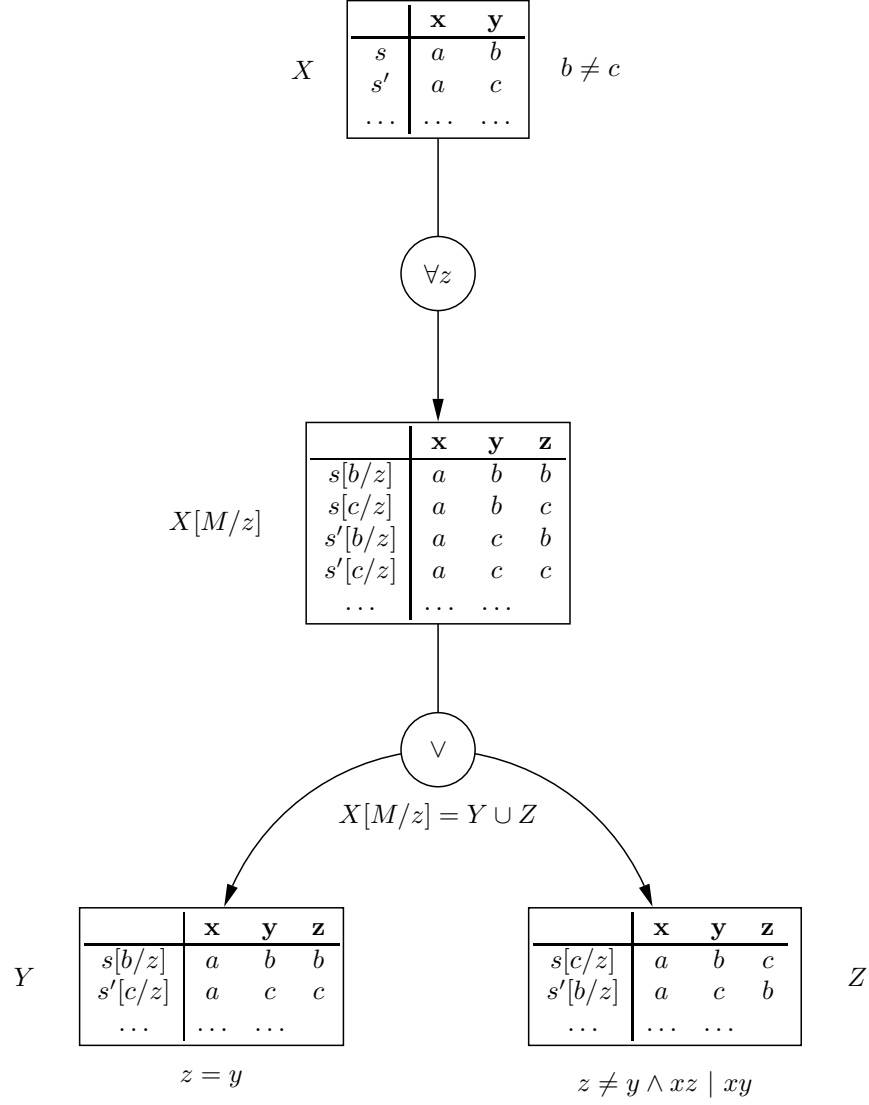 x y
s a b
X b ≠ c
s′ a c
... ... ...
∀z
x y z
s[b/z] a b b
s[c/z] a b c
X[M/z]
s′[b/z] a c b
s′[c/z] a c c
... ... ...
∨
X[M/z] = Y ∪ Z
x y z
s[b/z] a b b
Y
s′[c/z] a c c
... ... ...
z = y
x y z
s[c/z] a b c
Z
s′[b/z] a c b
... ... ...
z ≠ y ∧ xz | xy